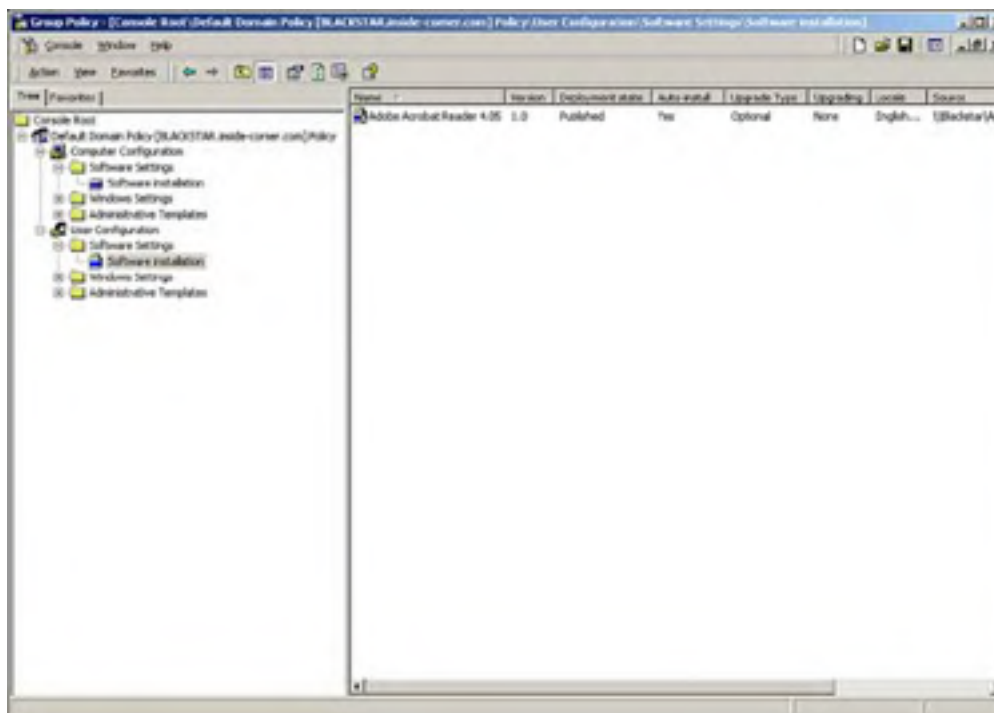 Group Policy - [Console Root\Default Domain Policy [BLACKSTAR.inside-corner.com] Policy\User Configuration\Software Settings\Software installation]
Console Window Help
Action View Favorites
Tree Favorites
Name Version Deployment state Auto-install Upgrade Type Upgrading Locale Source
Console Root
Default Domain Policy [BLACKSTAR.inside-corner.com] Policy
Computer Configuration
Software Settings
Software installation
Windows Settings
Administrative Templates
User Configuration
Software Settings
Software installation
Windows Settings
Administrative Templates
Adobe Acrobat Reader 4.05 1.0 Published Yes Optional None English... \\Blackstar\A